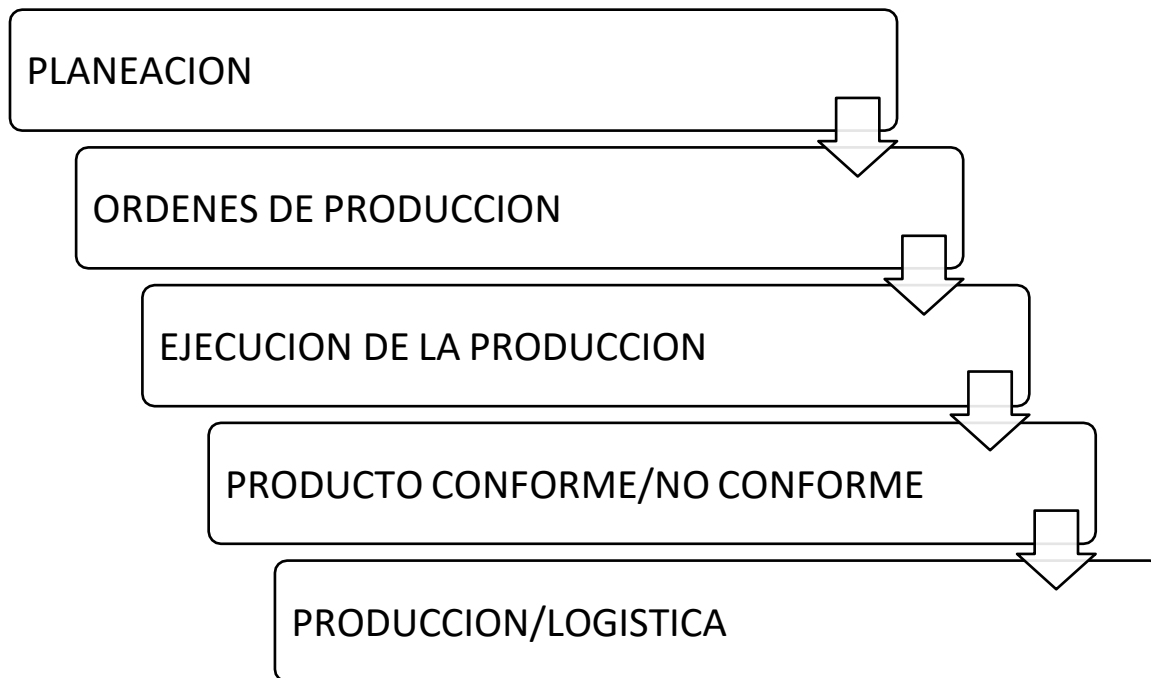 PLANEACION
ORDENES DE PRODUCCION
EJECUCION DE LA PRODUCCION
PRODUCTO CONFORME/NO CONFORME
PRODUCCION/LOGISTICA